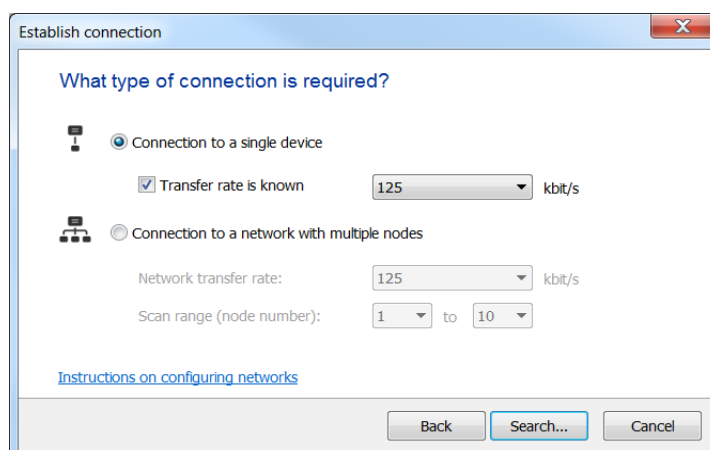 Establish connection
What type of connection is required?
Connection to a single device
Transfer rate is known 125 kbit/s
Connection to a network with multiple nodes
Network transfer rate: 125 kbit/s
Scan range (node number): 1 to 10
Instructions on configuring networks
Back Search... Cancel